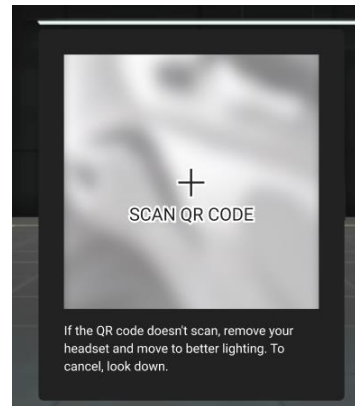 SCAN QR CODE
If the QR code doesn't scan, remove your
headset and move to better lighting. To
cancel, look down.